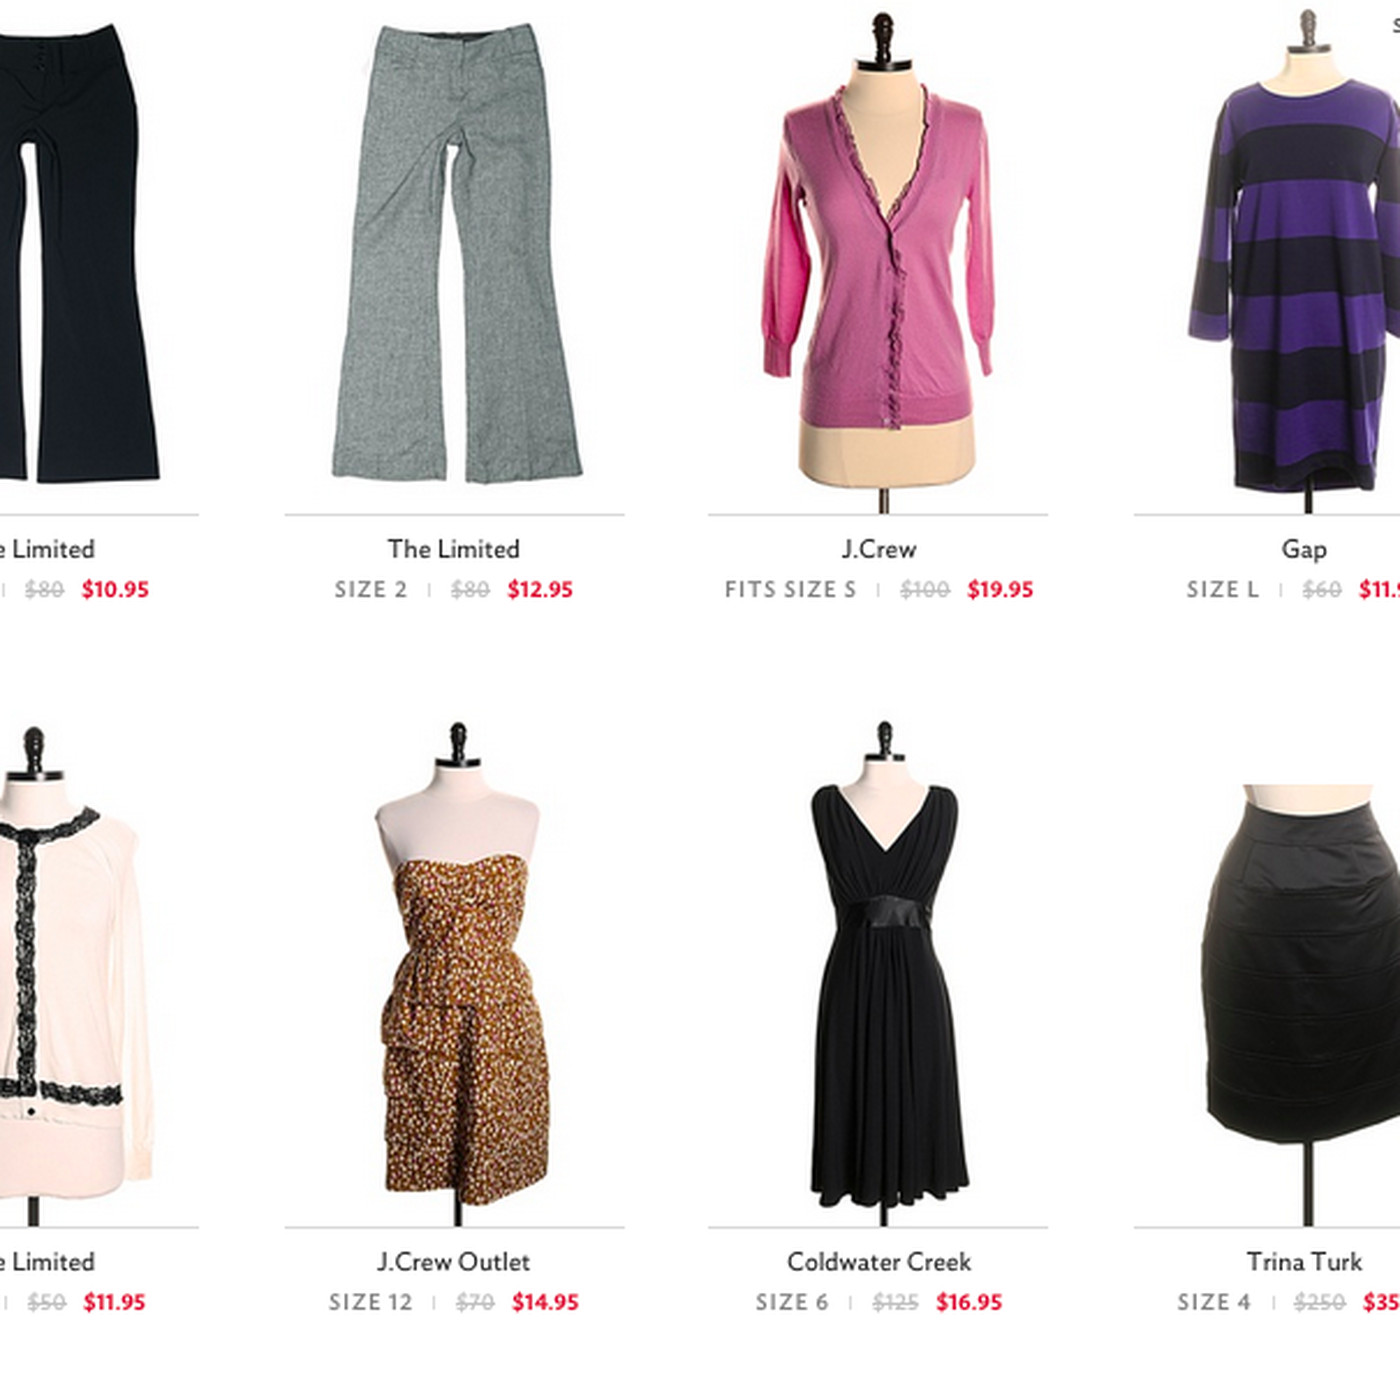 e Limited
$80 $10.95
The Limited
SIZE 2 | $80 $12.95
J.Crew
FITS SIZE S | $100 $19.95
Gap
SIZE L | $60 $11.
e Limited
$50 $11.95
J.Crew Outlet
SIZE 12 | $70 $14.95
Coldwater Creek
SIZE 6 | $125 $16.95
Trina Turk
SIZE 4 | $250 $35